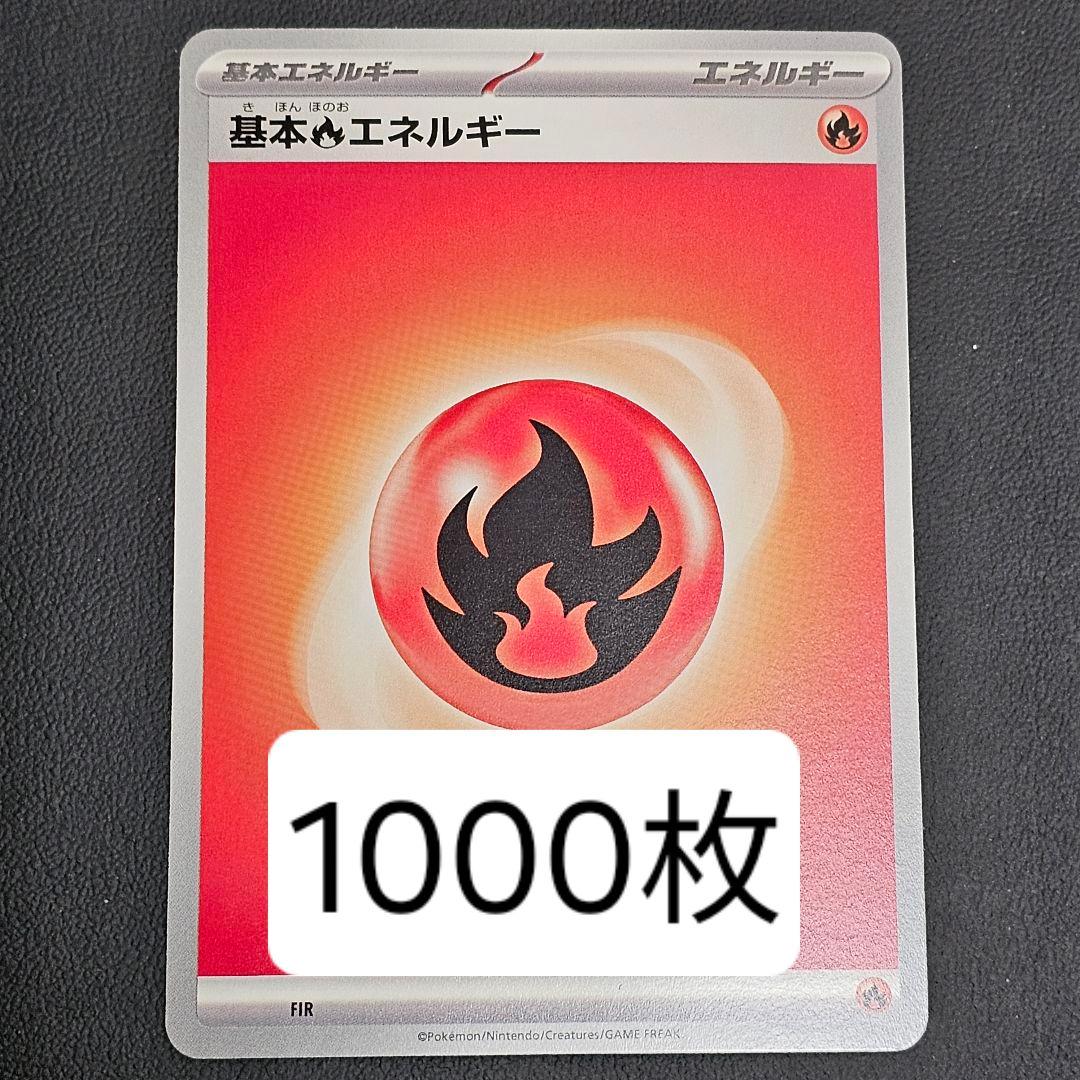 基本エネルギー
エネルギー
き ほん ほのお
基本エネルギー
1000枚
FIR
©Pokémon/Nintendo/Creatures/GAME FREAK.